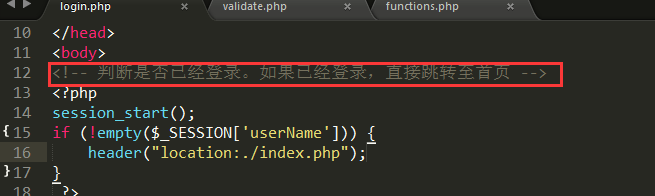 login.php validate.php functions.php
10 </head>
11 <body>
12 <!-- 判断是否已经登录。如果已经登录，直接跳转至首页 -->
13 <?php
14 session_start();
15 if (!empty($_SESSION['userName'])) {
16 header("location:./index.php");
17 }
18 ?>